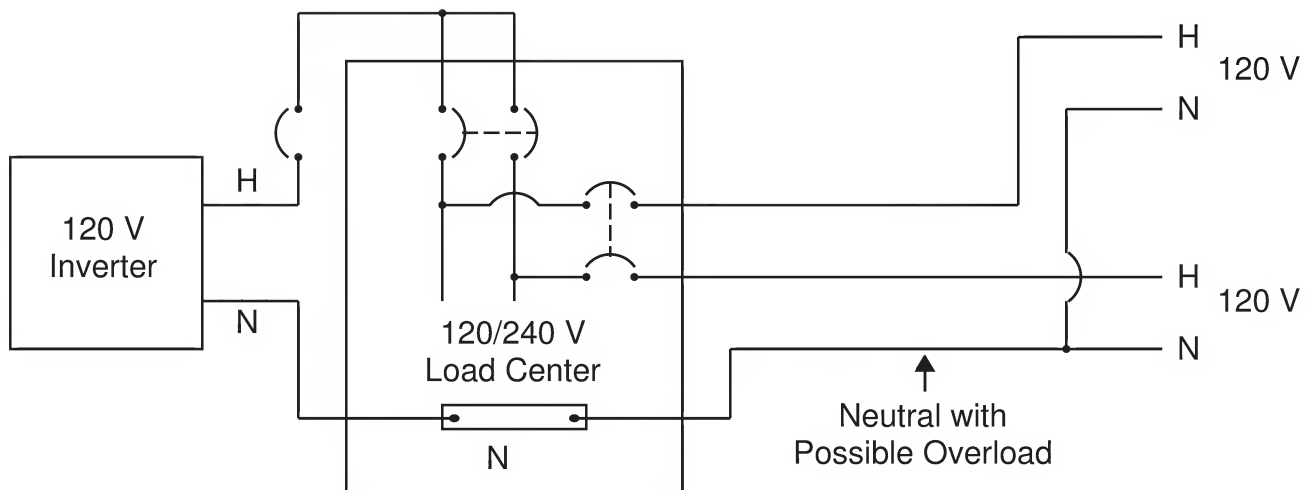 H
120 V
N
H
120 V
Inverter
H
120 V
N
120/240 V
Load Center
N
Neutral with
Possible Overload
N